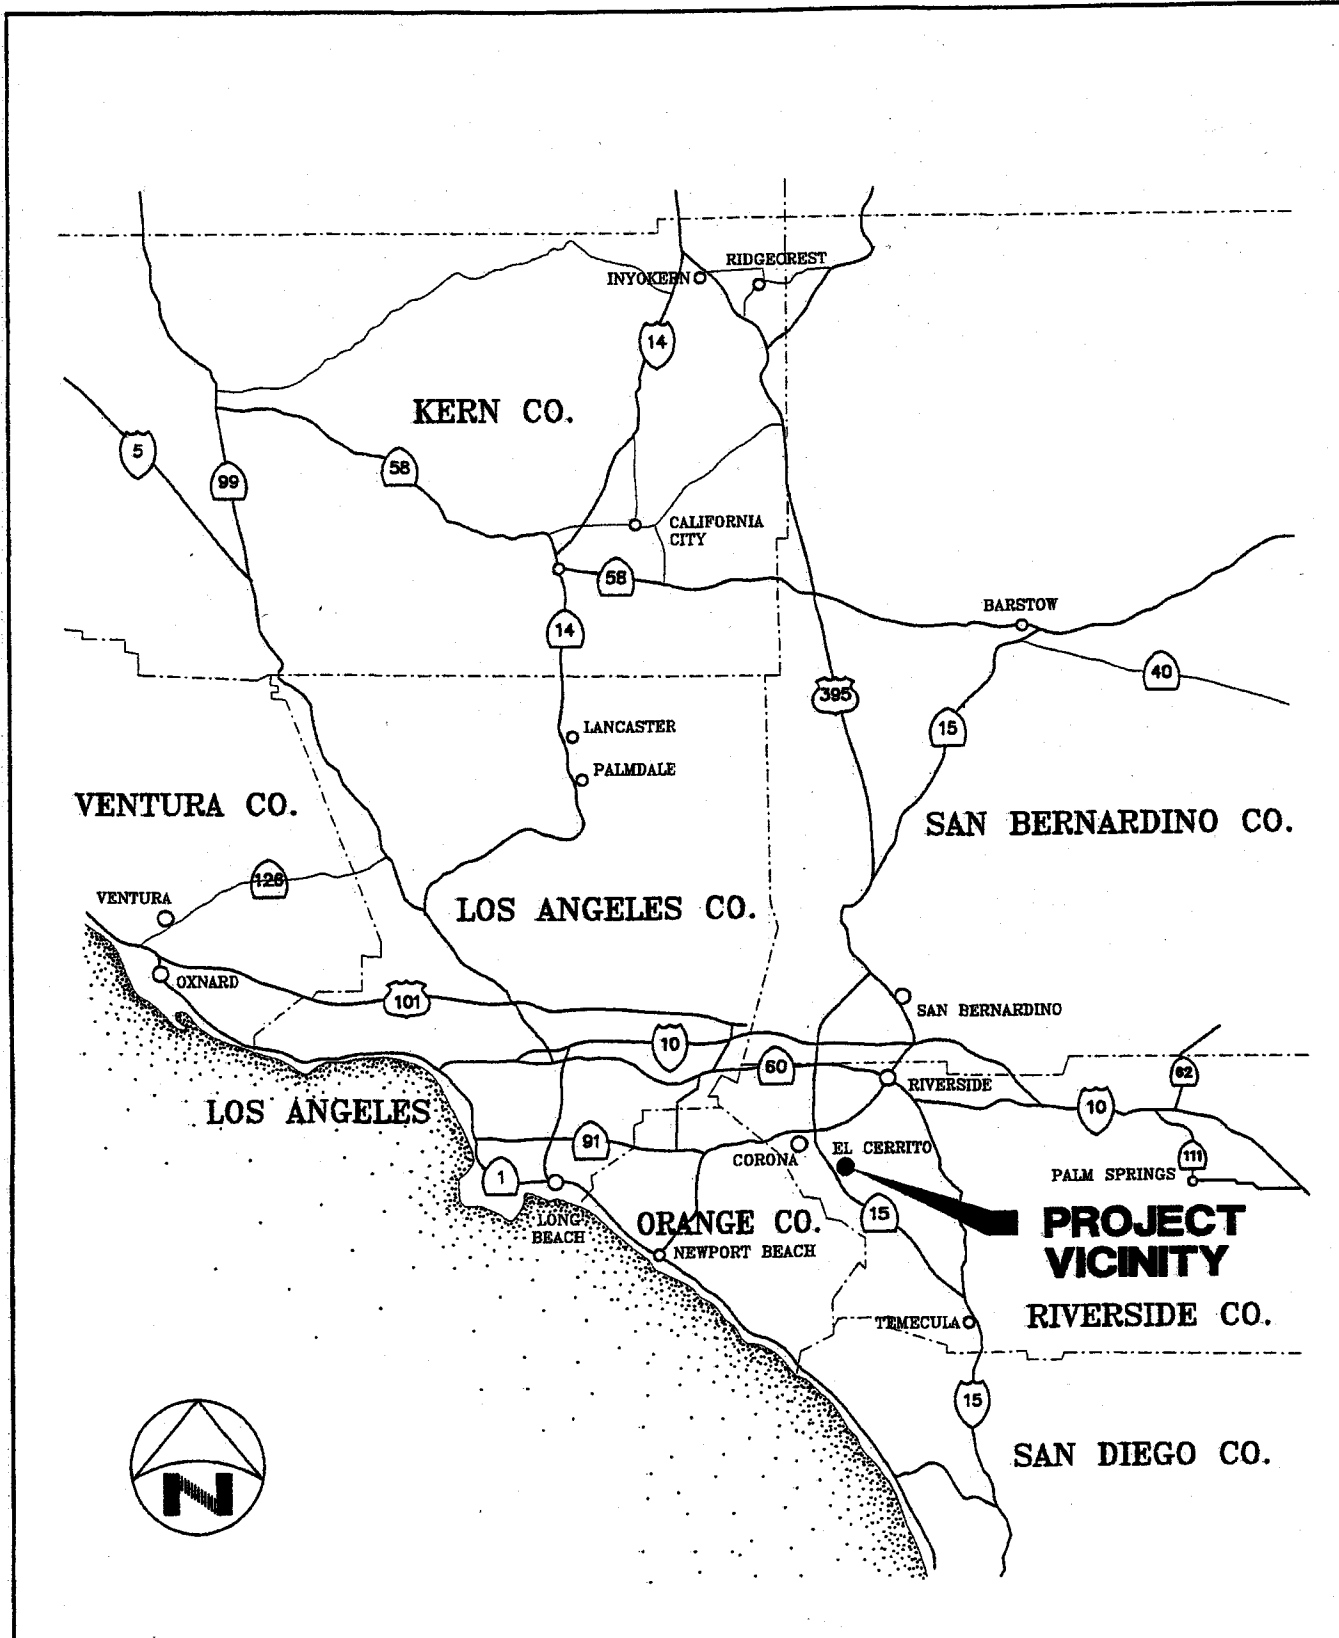 RIDGECREST
INYOKERN
14
KERN CO.
5
58
99
CALIFORNIA
CITY
58
BARSTOW
14
40
395
15
LANCASTER
PALMDALE
VENTURA CO.
SAN BERNARDINO CO.
126
VENTURA
LOS ANGELES CO.
OXNARD
101
SAN BERNARDINO
10
60
62
RIVERSIDE
LOS ANGELES
10
91
EL CERRITO
CORONA
111
1
PALM SPRINGS
LONG
BEACH
ORANGE CO.
15
PROJECT
VICINITY
NEWPORT BEACH
RIVERSIDE CO.
TEMECULA
15
SAN DIEGO CO.
N